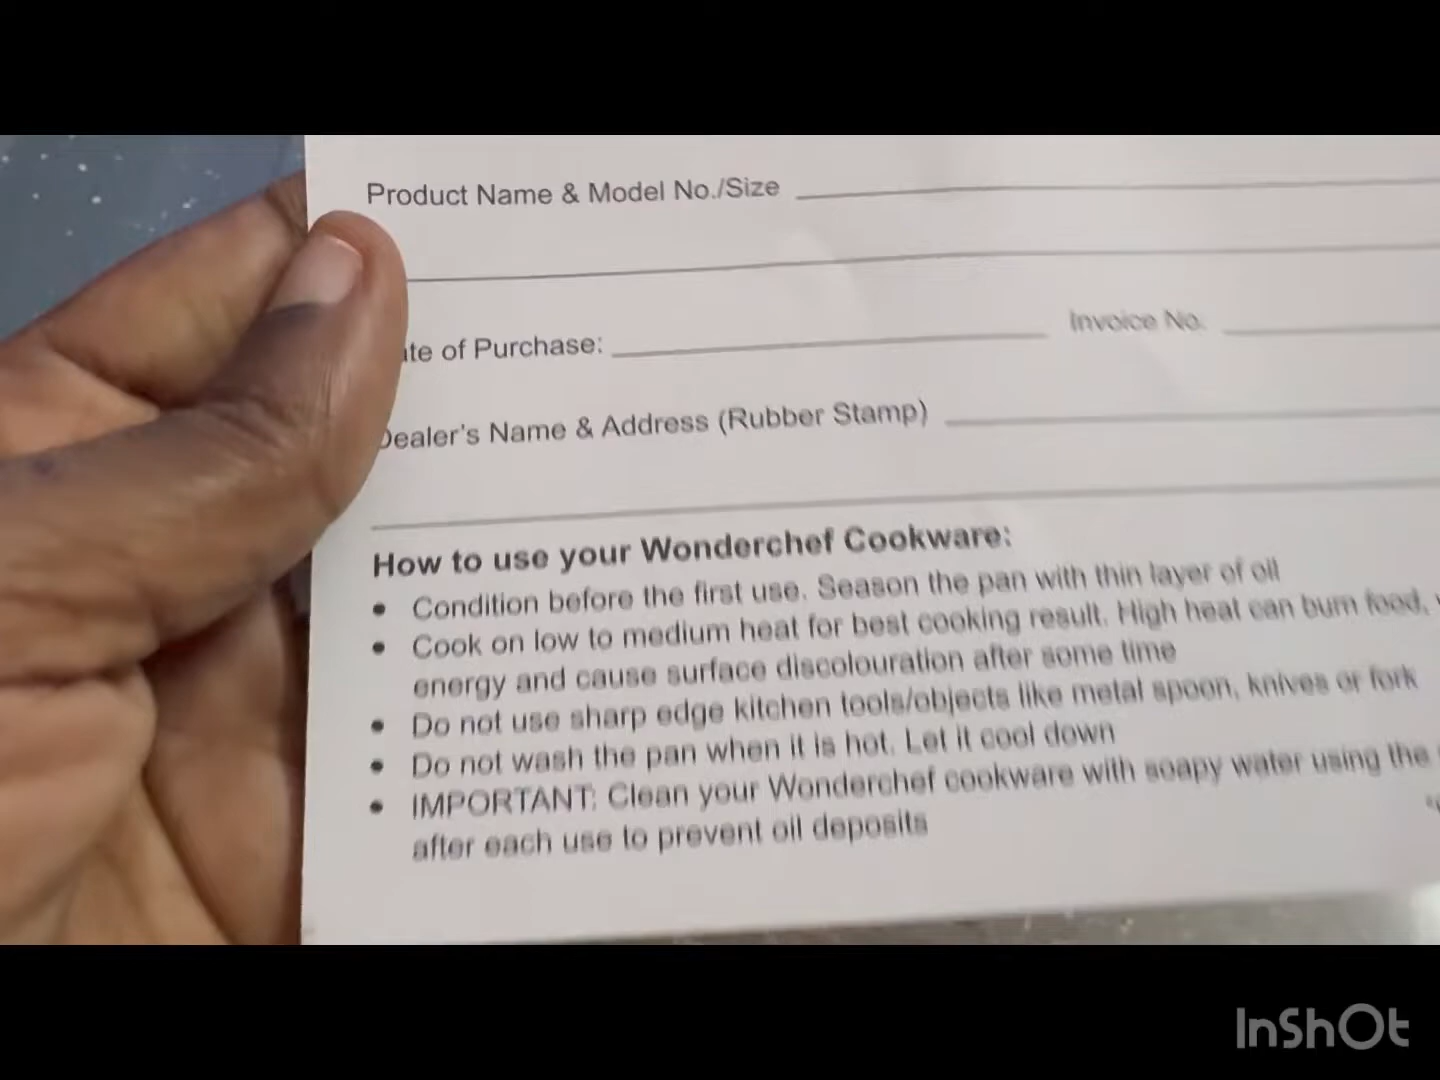 Product Name & Model No./Size
ate of Purchase:
Invoice No.
Dealer's Name & Address (Rubber Stamp)
How to use your Wonderchef Cookware:
• Condition before the first use. Season the pan with thin layer of oil
• Cook on low to medium heat for best cooking result. High heat can burn food,
energy and cause surface discolouration after some time
• Do not use sharp edge kitchen tools/objects like metal spoon, knives or fork
• Do not wash the pan when it is hot. Let it cool down
• IMPORTANT: Clean your Wonderchef cookware with soapy water using the
after each use to prevent oil deposits
InShOt